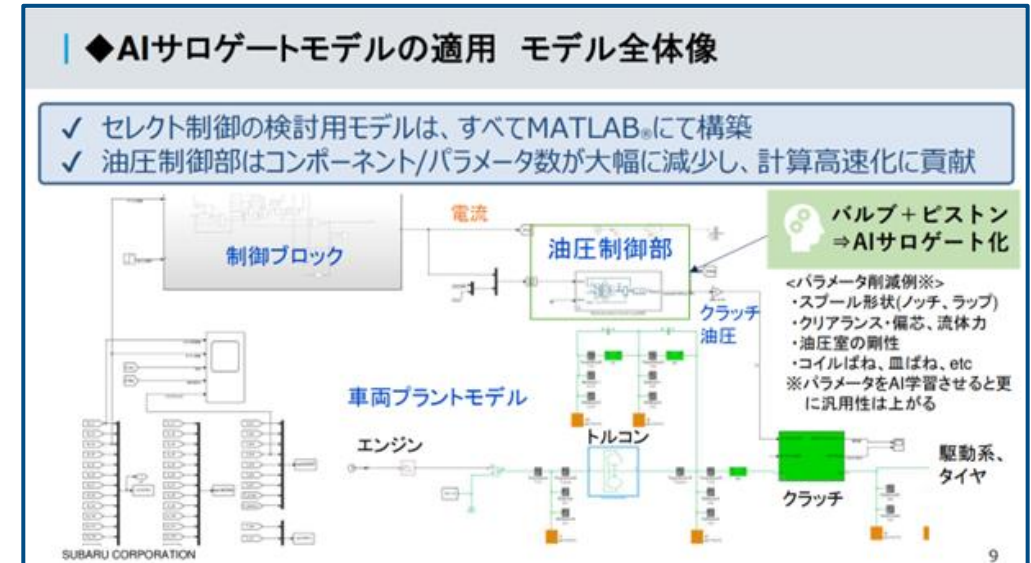 ◆AIサロゲートモデルの適用 モデル全体像
✓ セレクト制御の検討用モデルは、すべてMATLAB®にて構築
✓ 油圧制御部はコンポーネント/パラメータ数が大幅に減少し、計算高速化に貢献
制御ブロック
電流
油圧制御部
バルブ+ピストン
⇒AIサロゲート化
クラッチ
油圧
<パラメータ削減例※>
・スプール形状(ノッチ、ラップ)
・クリアランス・偏芯、流体力
・油圧室の剛性
・コイルばね、皿ばね、etc
※パラメータをAI学習させると更
に汎用性は上がる
車両プラントモデル
エンジン
トルコン
クラッチ
駆動系、
タイヤ
SUBARU CORPORATION
9